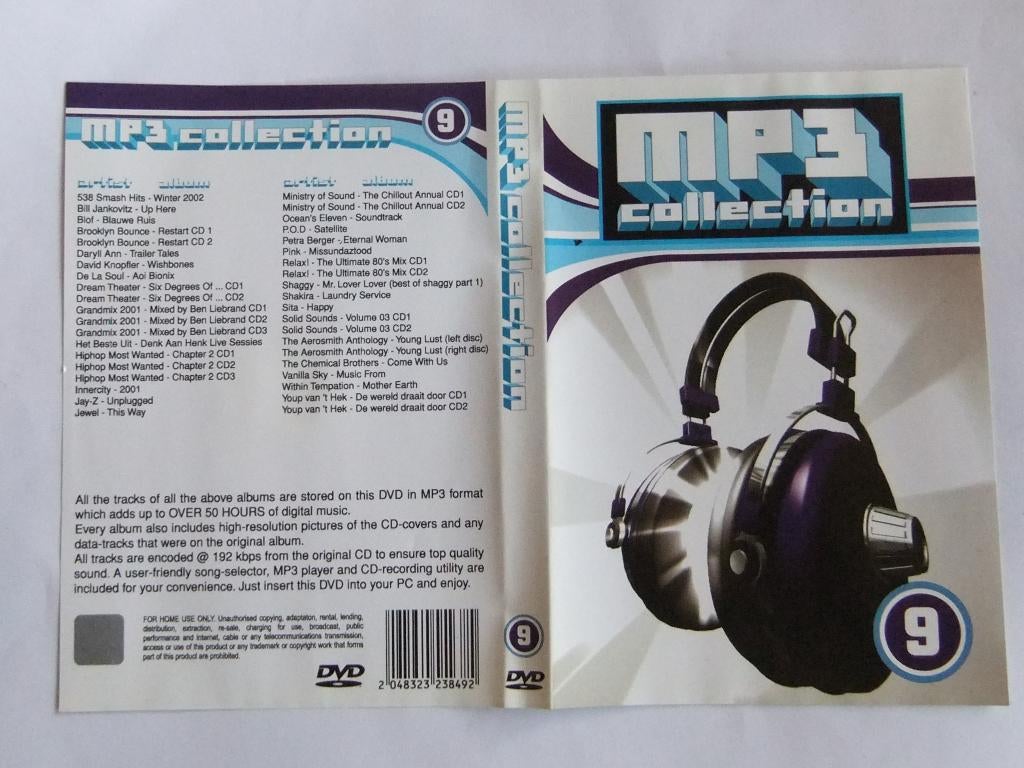 MP3 collection
9
artist album
538 Smash Hits - Winter 2002
Bill Jankovitz - Up Here
Blof - Blauwe Ruis
Brooklyn Bounce - Restart CD 1
Brooklyn Bounce - Restart CD 2
Daryll Ann - Trailer Tales
David Knopfler - Wishbones
De La Soul - Aoi Bionix
Dream Theater - Six Degrees Of ... CD1
Dream Theater - Six Degrees Of ... CD2
Grandmix 2001 - Mixed by Ben Liebrand CD1
Grandmix 2001 - Mixed by Ben Liebrand CD2
Grandmix 2001 - Mixed by Ben Liebrand CD3
Het Beste Uit - Denk Aan Henk Live Sessies
Hiphop Most Wanted - Chapter 2 CD1
Hiphop Most Wanted - Chapter 2 CD2
Hiphop Most Wanted - Chapter 2 CD3
Innercity - 2001
Jay-Z - Unplugged
Jewel - This Way
artist album
Ministry of Sound - The Chillout Annual CD1
Ministry of Sound - The Chillout Annual CD2
Ocean's Eleven - Soundtrack
P.O.D - Satellite
Petra Berger - Eternal Woman
Pink - Missundaztood
Relax! - The Ultimate 80's Mix CD1
Relax! - The Ultimate 80's Mix CD2
Shaggy - Mr. Lover Lover (best of shaggy part 1)
Shakira - Laundry Service
Sita - Happy
Solid Sounds - Volume 03 CD1
Solid Sounds - Volume 03 CD2
The Aerosmith Anthology - Young Lust (left disc)
The Aerosmith Anthology - Young Lust (right disc)
The Chemical Brothers - Come With Us
Vanilla Sky - Music From
Within Tempation - Mother Earth
Youp van 't Hek - De wereld draait door CD1
Youp van 't Hek - De wereld draait door CD2
All the tracks of all the above albums are stored on this DVD in MP3 format
which adds up to OVER 50 HOURS of digital music.
Every album also includes high-resolution pictures of the CD-covers and any
data-tracks that were on the original album.
All tracks are encoded @ 192 kbps from the original CD to ensure top quality
sound. A user-friendly song-selector, MP3 player and CD-recording utility are
included for your convenience. Just insert this DVD into your PC and enjoy.
FOR HOME USE ONLY. Unauthorised copying, adaptaton, rental, lending,
distribution, extraction, re-sale, charging for use, broadcast, public
performance and internet, cable or any telecommunications transmission,
access or use of this product or any trademark or copyright work that forms
part of this product are prohibited.
DVD
2 048323 238492
MP3 collection
9
DVD
MP3
collection
9